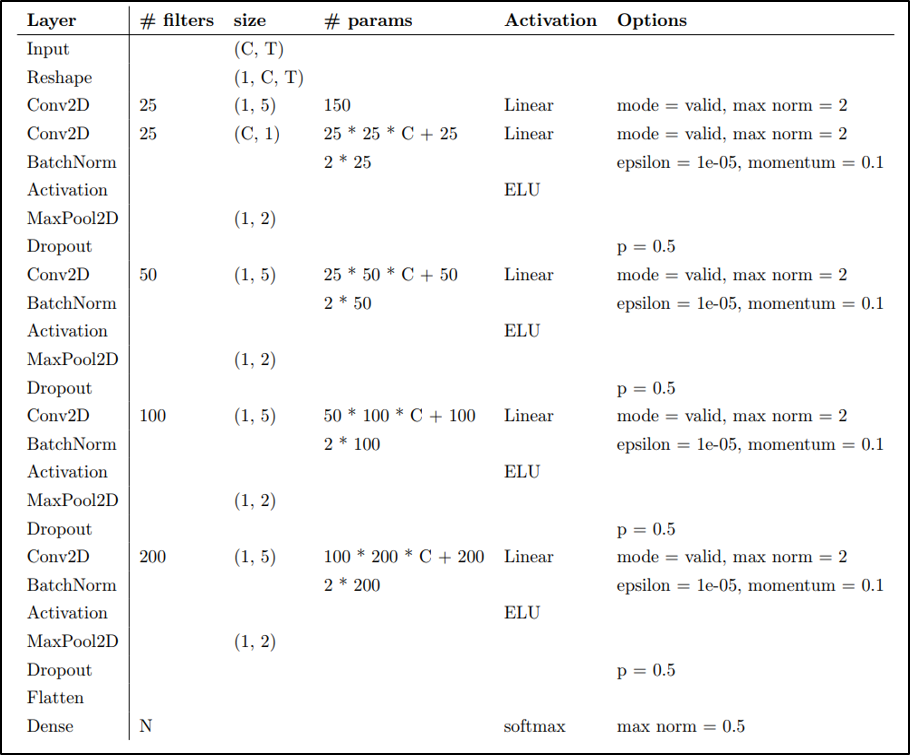 Layer # filters size # params Activation Options
Input (C, T)
Reshape (1, C, T)
Conv2D 25 (1, 5) 150 Linear mode = valid, max norm = 2
Conv2D 25 (C, 1) 25 * 25 * C + 25 Linear mode = valid, max norm = 2
BatchNorm 2 * 25 epsilon = 1e-05, momentum = 0.1
Activation ELU
MaxPool2D (1, 2)
Dropout p = 0.5
Conv2D 50 (1, 5) 25 * 50 * C + 50 Linear mode = valid, max norm = 2
BatchNorm 2 * 50 epsilon = 1e-05, momentum = 0.1
Activation ELU
MaxPool2D (1, 2)
Dropout p = 0.5
Conv2D 100 (1, 5) 50 * 100 * C + 100 Linear mode = valid, max norm = 2
BatchNorm 2 * 100 epsilon = 1e-05, momentum = 0.1
Activation ELU
MaxPool2D (1, 2)
Dropout p = 0.5
Conv2D 200 (1, 5) 100 * 200 * C + 200 Linear mode = valid, max norm = 2
BatchNorm 2 * 200 epsilon = 1e-05, momentum = 0.1
Activation ELU
MaxPool2D (1, 2)
Dropout p = 0.5
Flatten
Dense N softmax max norm = 0.5